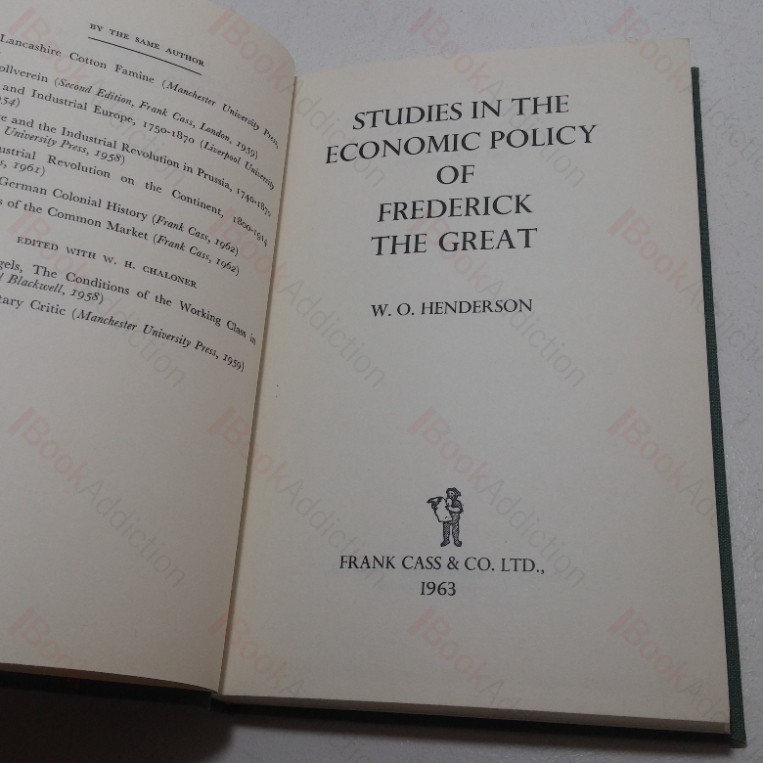 BY THE SAME AUTHOR
Lancashire Cotton Famine (Manchester University Press,
ollverein (Second Edition, Frank Cass, London, 1959)
and Industrial Europe, 1750-1870 (Liverpool University
54)
e and the Industrial Revolution in Prussia, 1740-1870
University Press, 1958)
ustrial Revolution on the Continent, 1800-1914
s, 1961)
German Colonial History (Frank Cass, 1962)
of the Common Market (Frank Cass, 1962)
EDITED WITH W. H. CHALONER
gels, The Conditions of the Working Class in
l Blackwell, 1958)
tary Critic (Manchester University Press, 1959)
STUDIES IN THE
ECONOMIC POLICY
OF
FREDERICK
THE GREAT
W. O. HENDERSON
FRANK CASS & CO. LTD.,
1963
BookAddiction